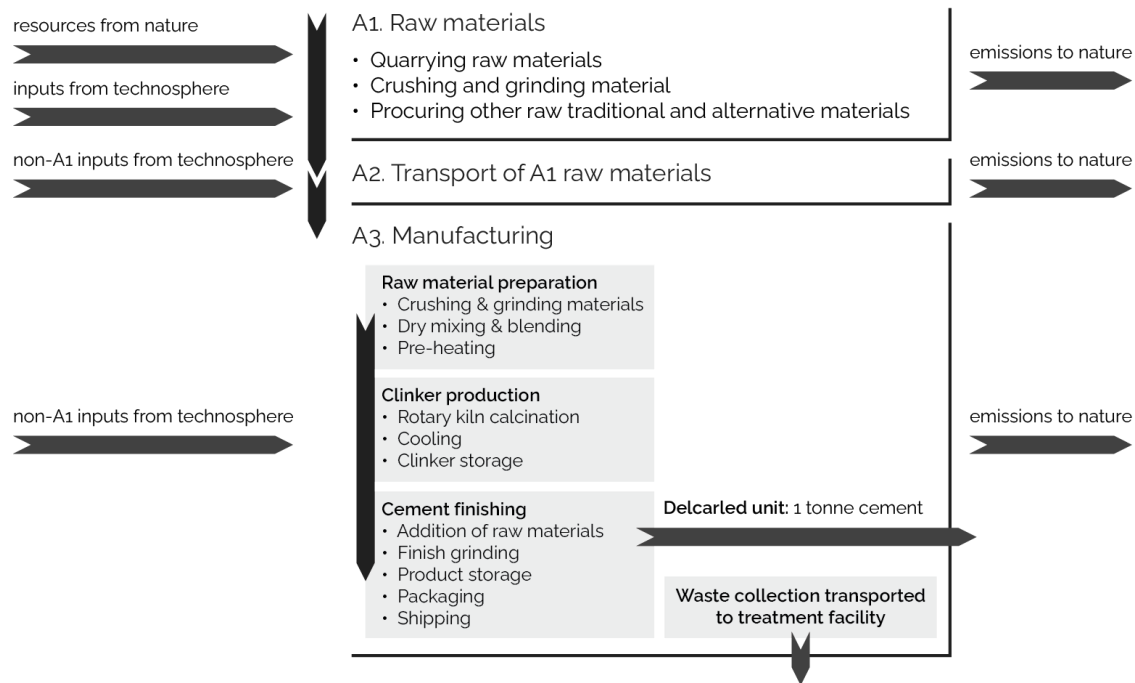 resources from nature
inputs from technosphere
non-A1 inputs from technosphere
A1. Raw materials
• Quarrying raw materials
• Crushing and grinding material
• Procuring other raw traditional and alternative materials
emissions to nature
A2. Transport of A1 raw materials
emissions to nature
A3. Manufacturing
Raw material preparation
• Crushing & grinding materials
• Dry mixing & blending
• Pre-heating
non-A1 inputs from technosphere
Clinker production
• Rotary kiln calcination
• Cooling
• Clinker storage
emissions to nature
Cement finishing
• Addition of raw materials
• Finish grinding
• Product storage
• Packaging
• Shipping
Delcarled unit: 1 tonne cement
Waste collection transported
to treatment facility